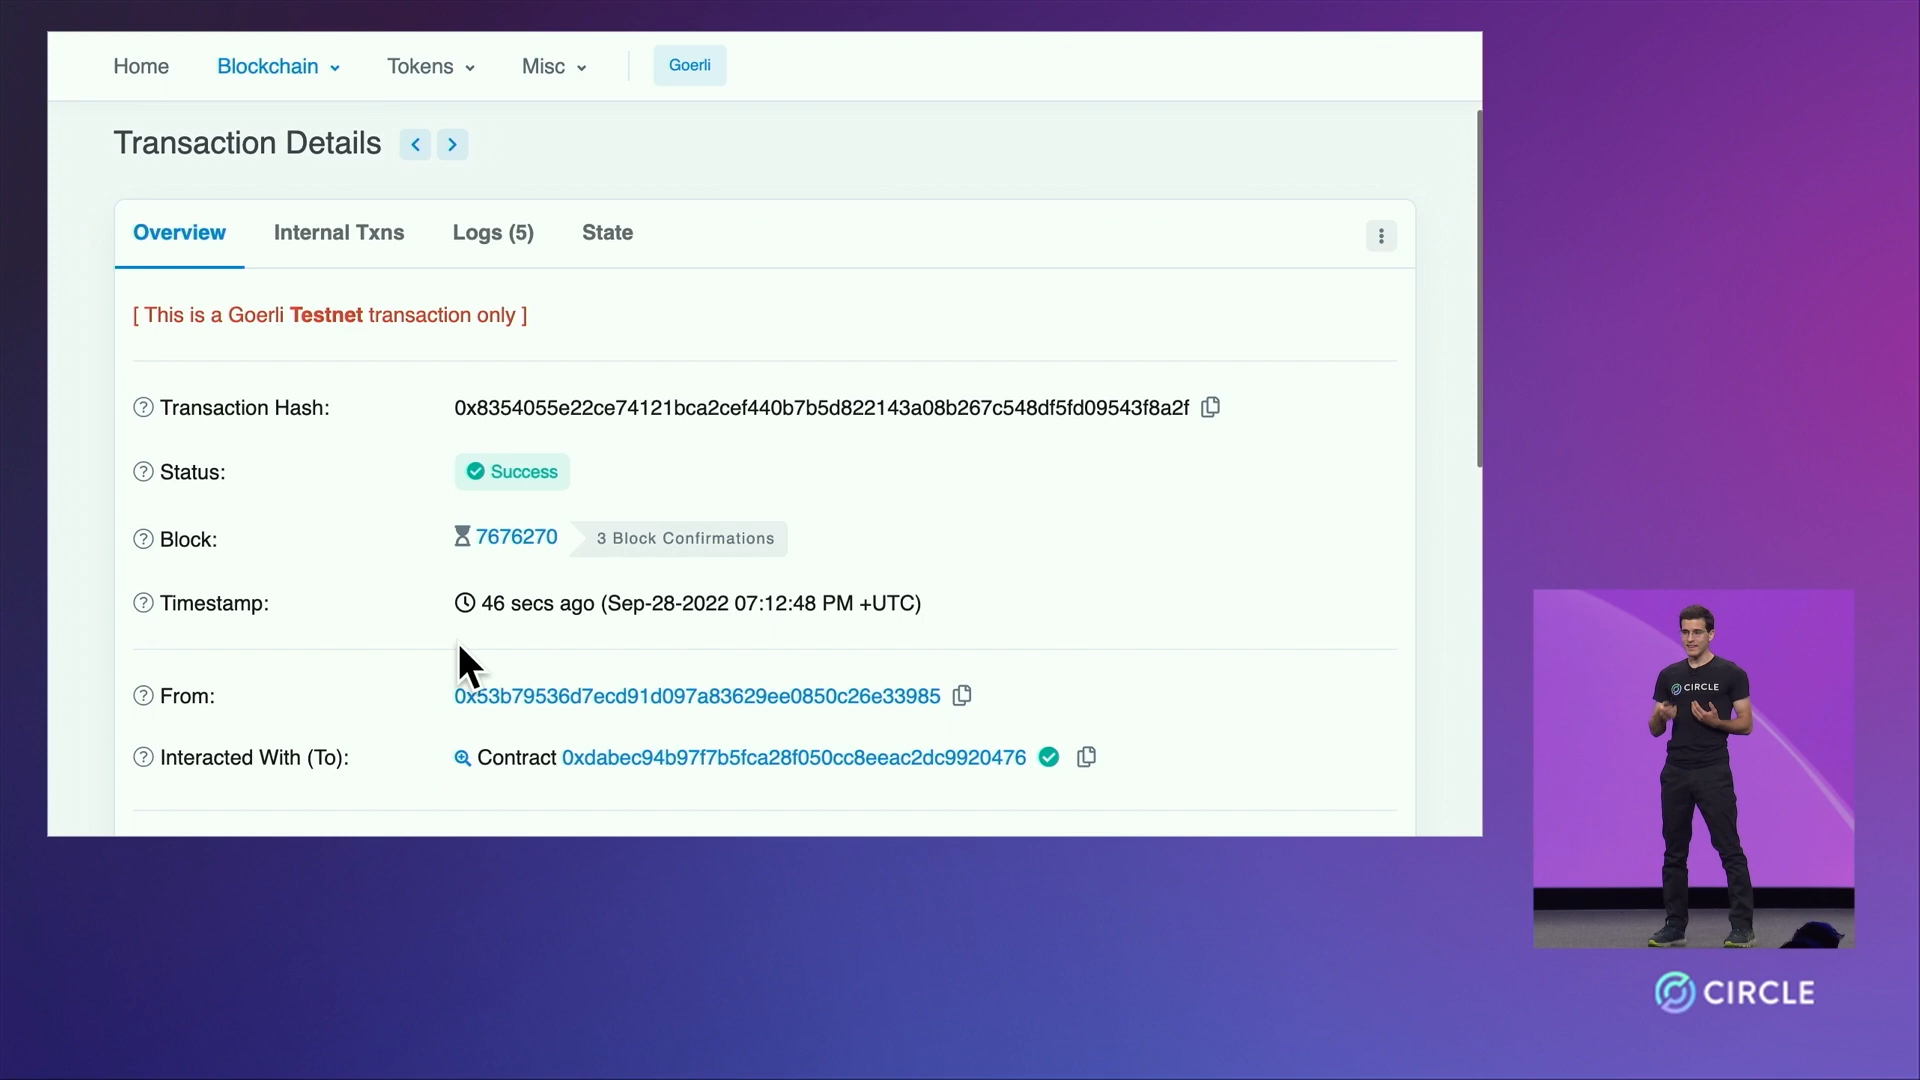 Home Blockchain Tokens Misc Goerli
Transaction Details
Overview Internal Txns Logs (5) State
[ This is a Goerli Testnet transaction only ]
Transaction Hash: 0x8354055e22ce74121bca2cef440b7b5d822143a08b267c548df5fd09543f8a2f
Status: Success
Block: 7676270 3 Block Confirmations
Timestamp: 46 secs ago (Sep-28-2022 07:12:48 PM +UTC)
From: 0x53b79536d7ecd91d097a83629ee0850c26e33985
Interacted With (To): Contract 0xdabec94b97f7b5fca28f050cc8eeac2dc9920476
CIRCLE
CIRCLE